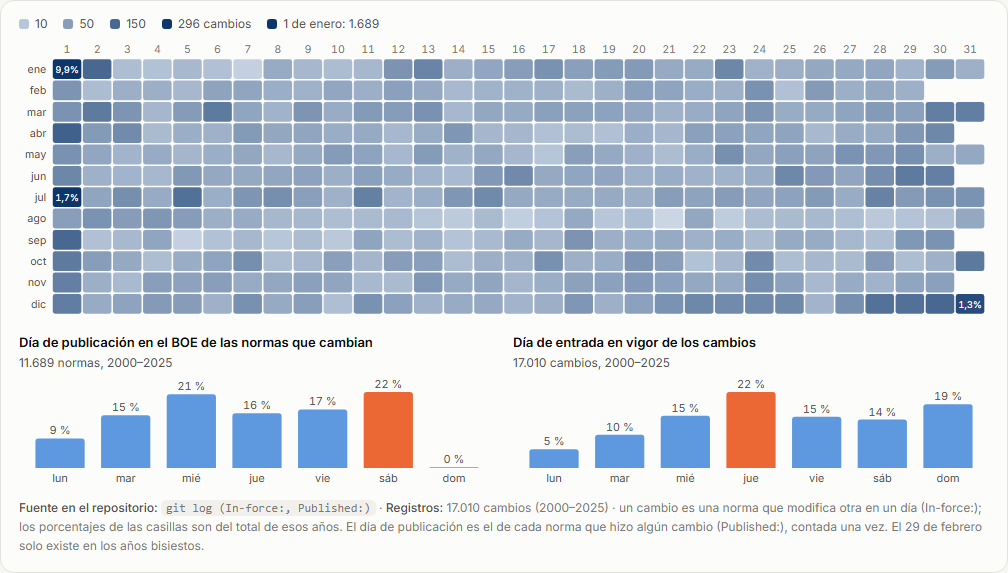 10 50 150 296 cambios 1 de enero: 1.689
1 2 3 4 5 6 7 8 9 10 11 12 13 14 15 16 17 18 19 20 21 22 23 24 25 26 27 28 29 30 31
ene 9,9%
feb
mar
abr
may
jun
jul 1,7%
ago
sep
oct
nov
dic 1,3%
Día de publicación en el BOE de las normas que cambian
11.689 normas, 2000–2025
9 % 15 % 21 % 16 % 17 % 22 % 0 %
lun mar mié jue vie sáb dom
Día de entrada en vigor de los cambios
17.010 cambios, 2000–2025
5 % 10 % 15 % 22 % 15 % 14 % 19 %
lun mar mié jue vie sáb dom
Fuente en el repositorio: git log (In-force:, Published:) · Registros: 17.010 cambios (2000–2025) · un cambio es una norma que modifica otra en un día (In-force:);
los porcentajes de las casillas son del total de esos años. El día de publicación es el de cada norma que hizo algún cambio (Published:), contada una vez. El 29 de febrero
solo existe en los años bisiestos.